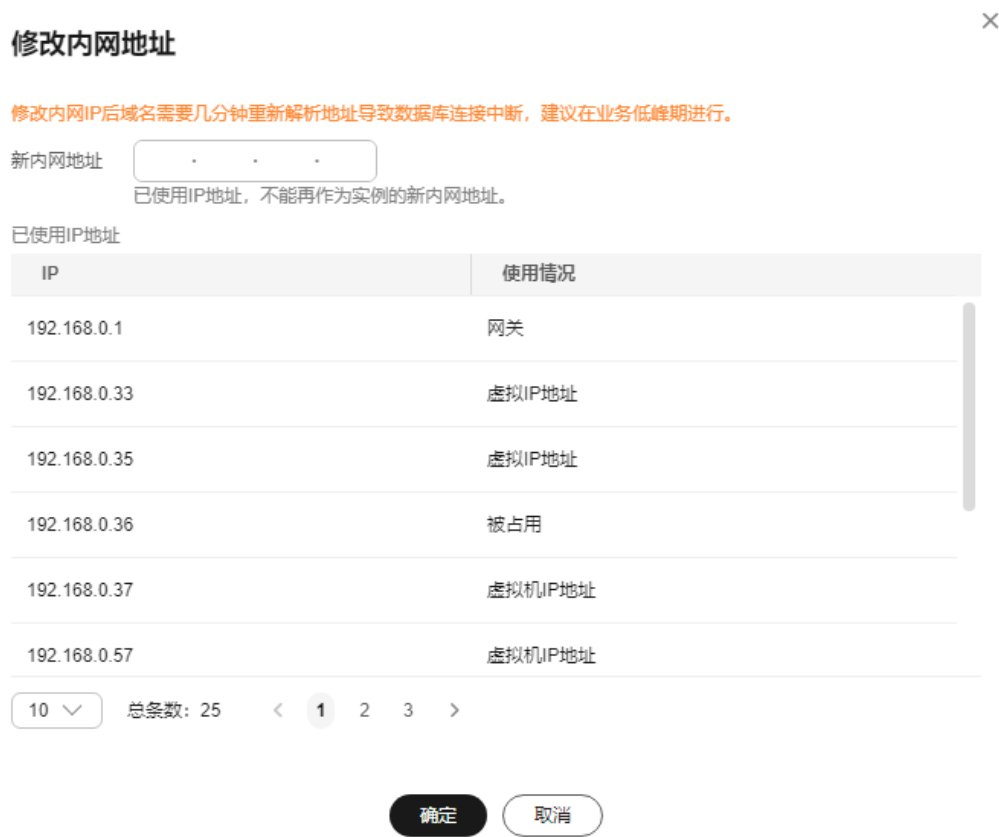 修改内网地址
修改内网IP后域名需要几分钟重新解析地址导致数据库连接中断，建议在业务低峰期进行。
新内网地址 . . .
已使用IP地址，不能再作为实例的新内网地址。
已使用IP地址
IP 使用情况
192.168.0.1 网关
192.168.0.33 虚拟IP地址
192.168.0.35 虚拟IP地址
192.168.0.36 被占用
192.168.0.37 虚拟机IP地址
192.168.0.57 虚拟机IP地址
10 总条数：25 1 2 3
确定 取消